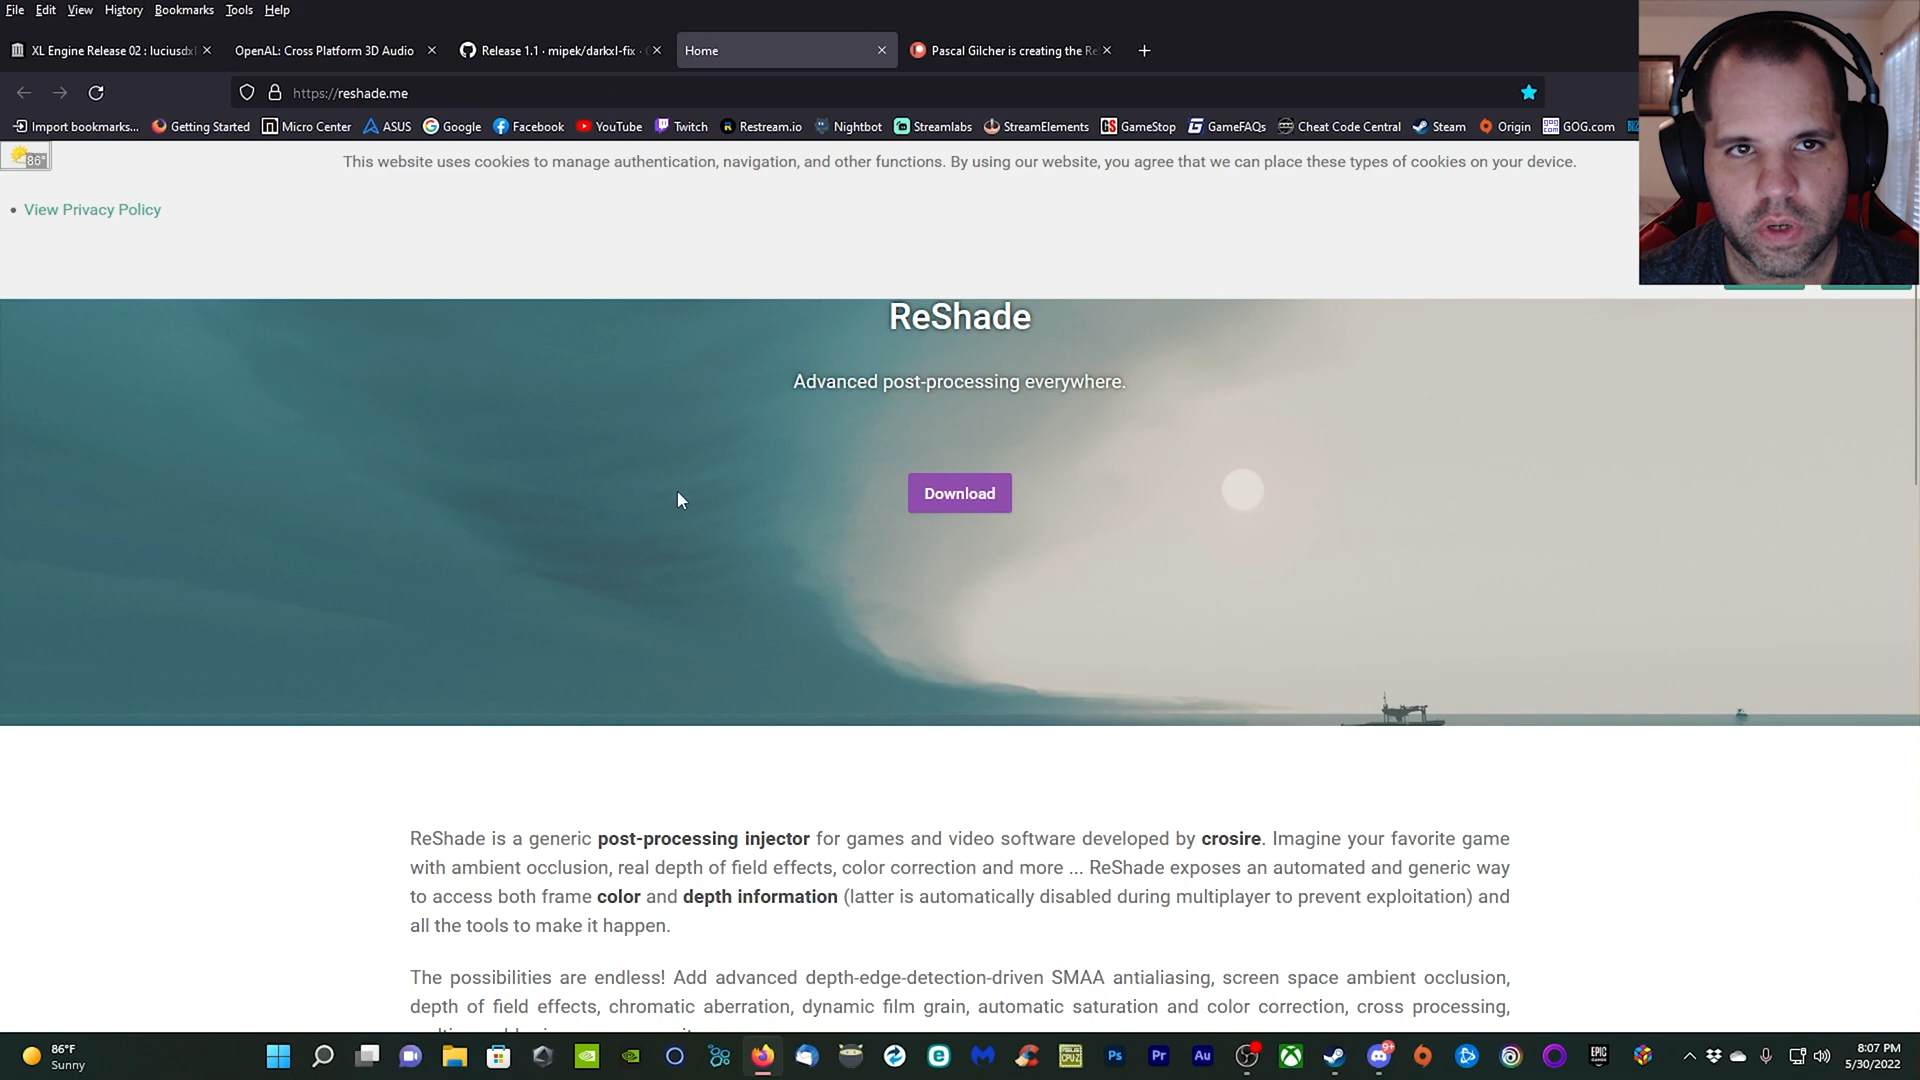 File Edit View History Bookmarks Tools Help
XL Engine Release 02 : luciusdx
OpenAL: Cross Platform 3D Audio
Release 1.1 · mipek/darkxl-fix ·
Home
Pascal Gilcher is creating the Re
https://reshade.me
Import bookmarks... Getting Started Micro Center ASUS Google Facebook YouTube Twitch Restream.io Nightbot Streamlabs StreamElements GameStop GameFAQs Cheat Code Central Steam Origin GOG.com
86°
This website uses cookies to manage authentication, navigation, and other functions. By using our website, you agree that we can place these types of cookies on your device.
• View Privacy Policy
ReShade
Advanced post-processing everywhere.
Download
ReShade is a generic post-processing injector for games and video software developed by crosire. Imagine your favorite game
with ambient occlusion, real depth of field effects, color correction and more ... ReShade exposes an automated and generic way
to access both frame color and depth information (latter is automatically disabled during multiplayer to prevent exploitation) and
all the tools to make it happen.
The possibilities are endless! Add advanced depth-edge-detection-driven SMAA antialiasing, screen space ambient occlusion,
depth of field effects, chromatic aberration, dynamic film grain, automatic saturation and color correction, cross processing,
86°F
Sunny
CPU-Z
Ps
Pr
Au
9+
EPIC
8:07 PM
5/30/2022